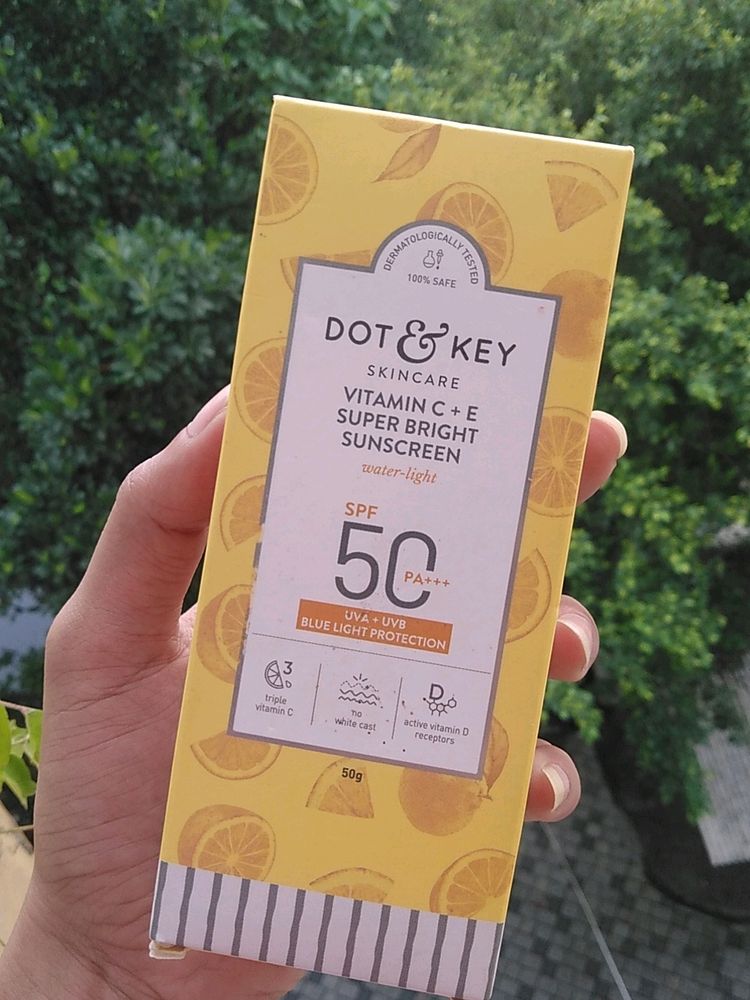 DERMATOLOGICALLY TESTED
100% SAFE
DOT & KEY
SKINCARE
VITAMIN C + E
SUPER BRIGHT
SUNSCREEN
water-light
SPF
50
PA+++
UVA + UVB
BLUE LIGHT PROTECTION
3
D
triple
vitamin C
no
white cast
active vitamin D
receptors
50g